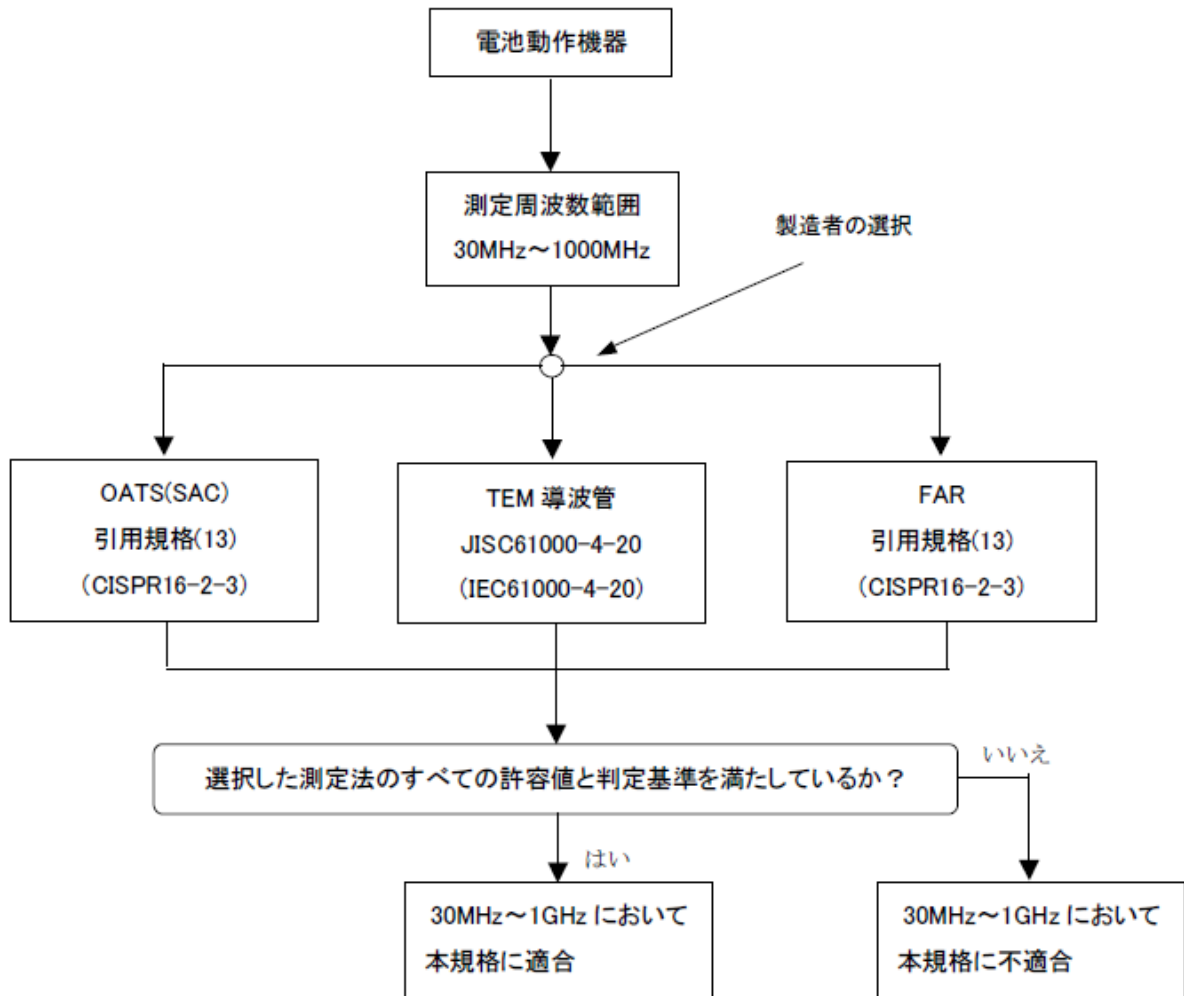 電池動作機器
測定周波数範囲
30MHz～1000MHz
製造者の選択
OATS(SAC)
引用規格(13)
(CISPR16-2-3)
TEM 導波管
JISC61000-4-20
(IEC61000-4-20)
FAR
引用規格(13)
(CISPR16-2-3)
選択した測定法のすべての許容値と判定基準を満たしているか？
いいえ
はい
30MHz～1GHz において
本規格に適合
30MHz～1GHz において
本規格に不適合